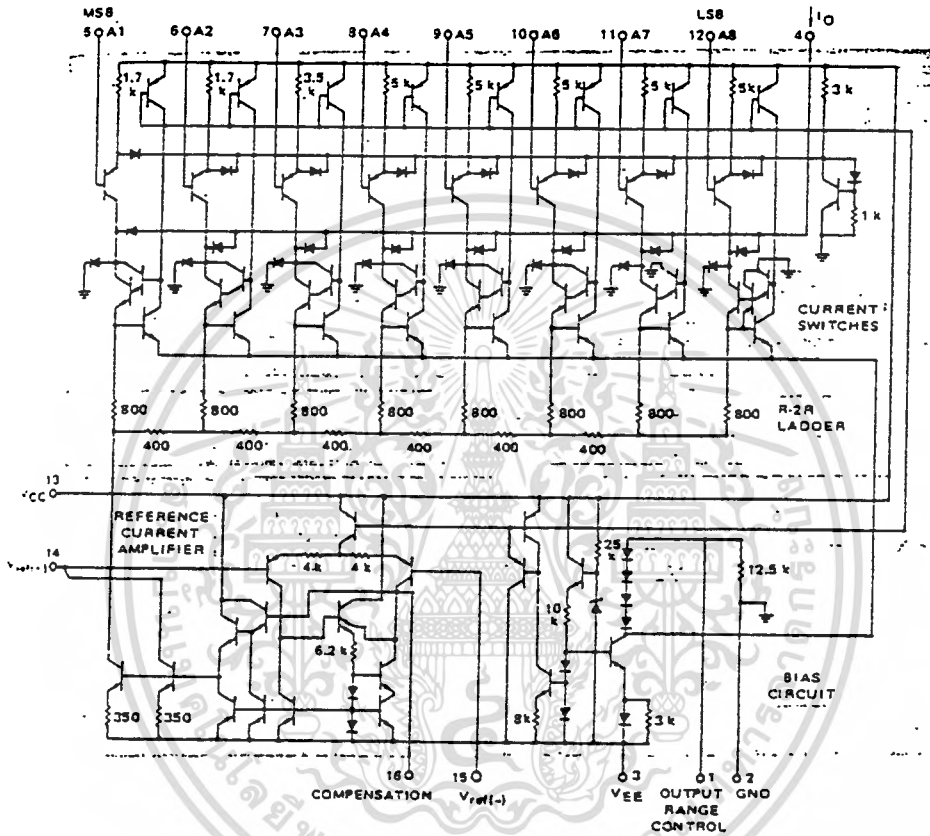 MSB LSB I0
5 A1 6 A2 7 A3 8 A4 9 A5 10 A6 11 A7 12 A8 4
1.7 k 1.7 k 3.5 k 5 k 5 k 5 k 5 k 5 k 3 k
1 k
CURRENT SWITCHES
800 800 800 800 800 800 800 800
R-2R LADDER
400 400 400 400 400 400 400
13
VCC
REFERENCE CURRENT AMPLIFIER
14
4 k 4 k
25 k
12.5 k
10 k
6.2 k
BIAS CIRCUIT
350 350
8k
3 k
16 15 3 1 2
COMPENSATION Vref(-) VEE OUTPUT RANGE CONTROL GND